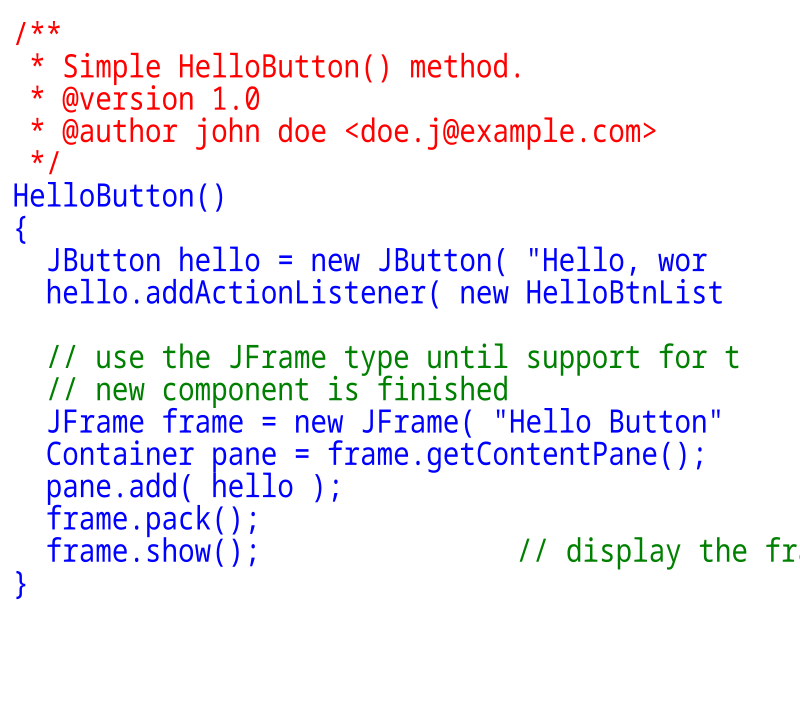 /**
 * Simple HelloButton() method.
 * @version 1.0
 * @author john doe <doe.j@example.com>
 */
HelloButton()
{
  JButton hello = new JButton( "Hello, wor
  hello.addActionListener( new HelloBtnList

  // use the JFrame type until support for t
  // new component is finished
  JFrame frame = new JFrame( "Hello Button"
  Container pane = frame.getContentPane();
  pane.add( hello );
  frame.pack();
  frame.show();                // display the fra
}